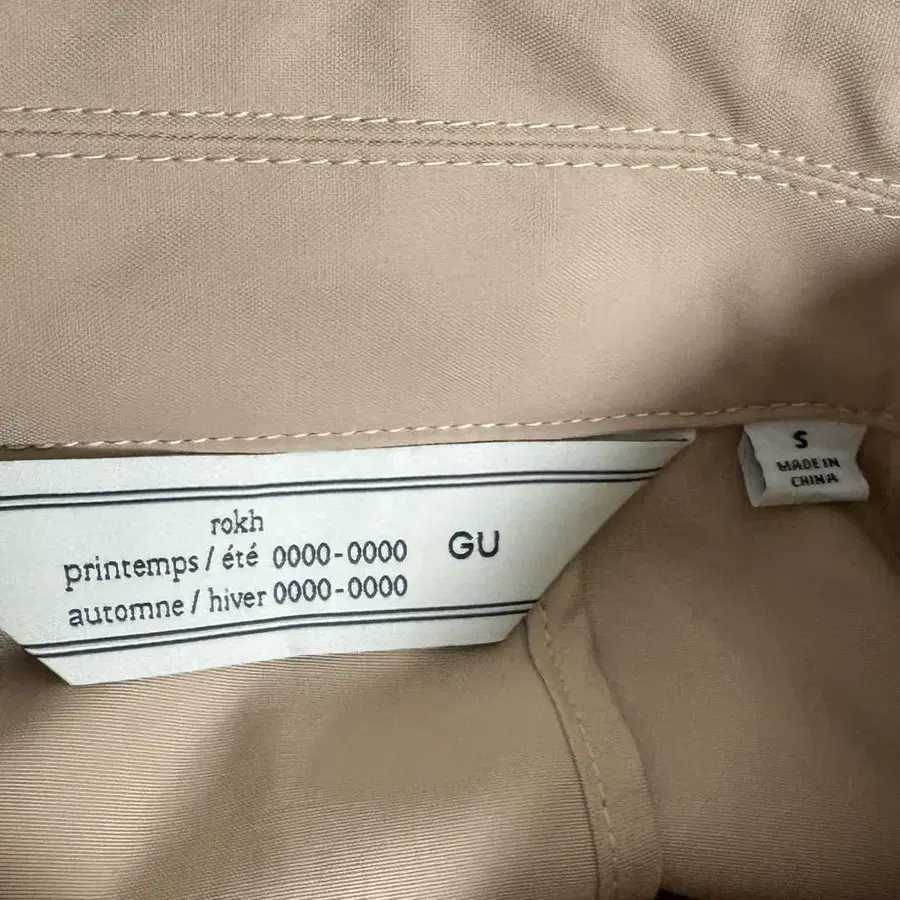 rokh
printemps / été 0000-0000
automne / hiver 0000-0000
GU
S
MADE IN
CHINA